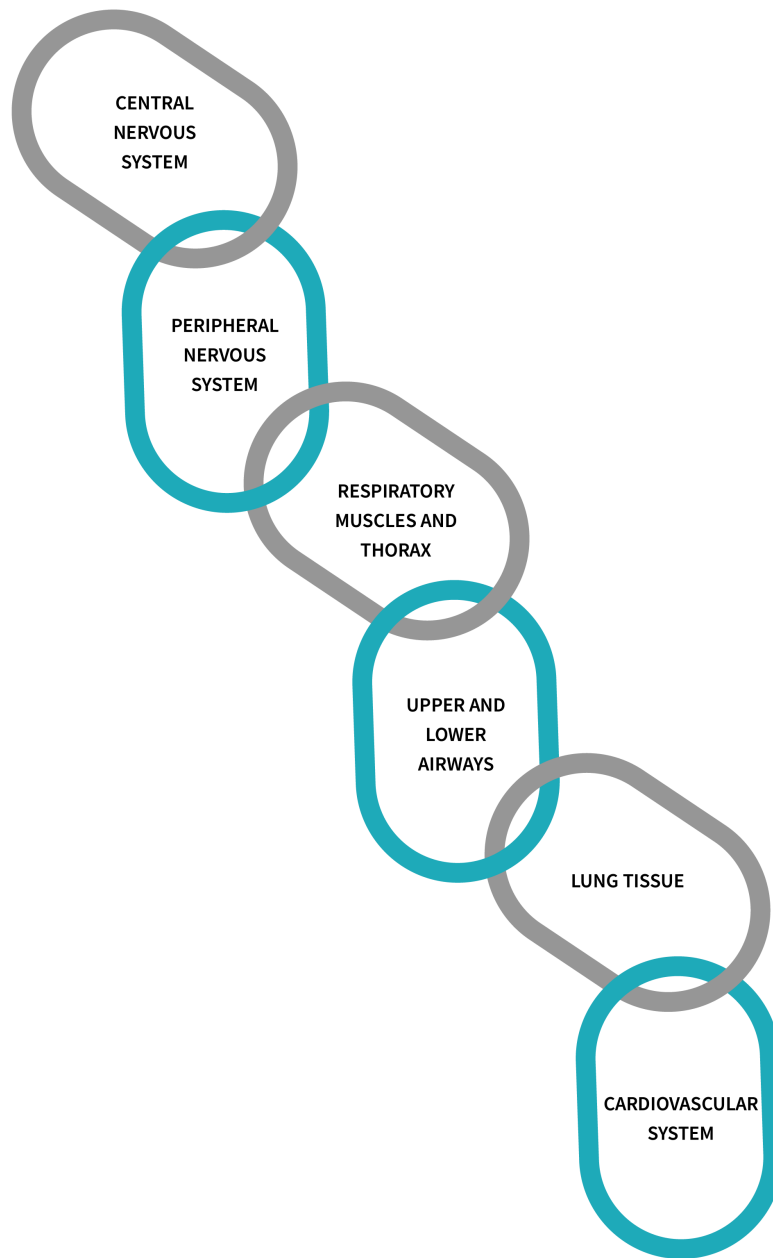 CENTRAL
NERVOUS
SYSTEM
PERIPHERAL
NERVOUS
SYSTEM
RESPIRATORY
MUSCLES AND
THORAX
UPPER AND
LOWER
AIRWAYS
LUNG TISSUE
CARDIOVASCULAR
SYSTEM